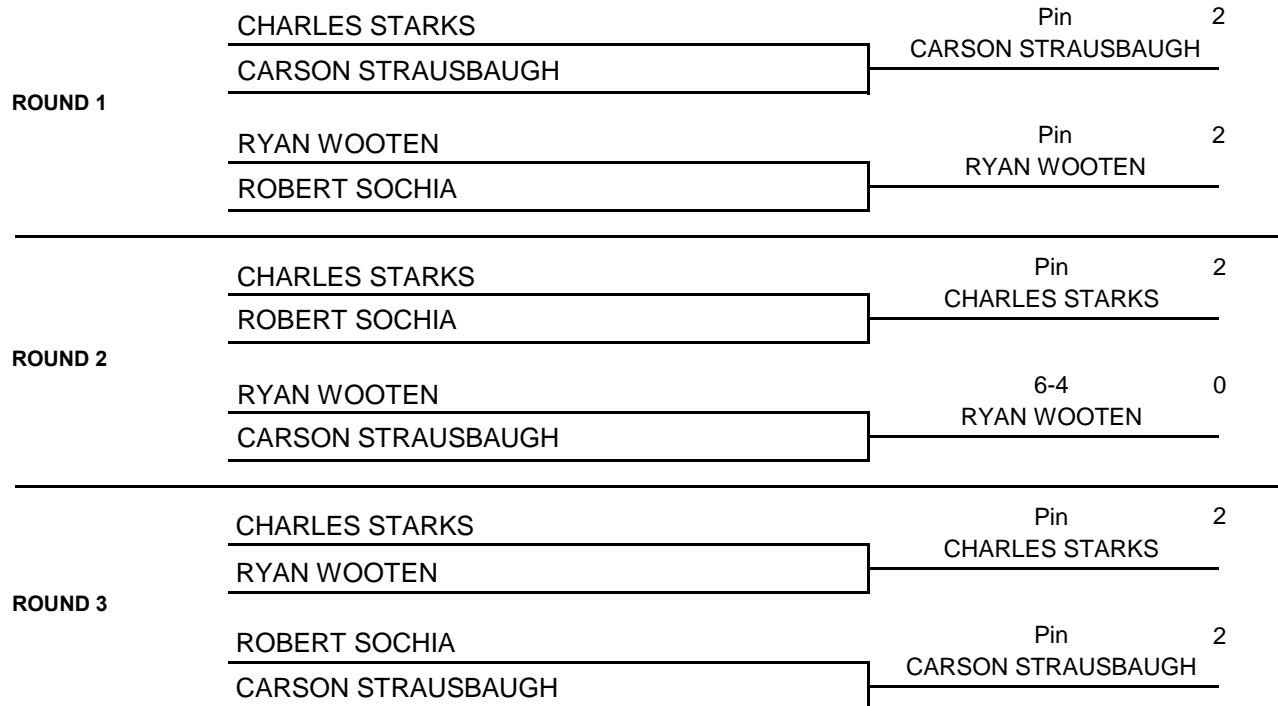 CHARLES STARKS
Pin 2
CARSON STRAUSBAUGH
CARSON STRAUSBAUGH
ROUND 1
RYAN WOOTEN
Pin 2
RYAN WOOTEN
ROBERT SOCHIA
CHARLES STARKS
Pin 2
CHARLES STARKS
ROBERT SOCHIA
ROUND 2
RYAN WOOTEN
6-4 0
RYAN WOOTEN
CARSON STRAUSBAUGH
CHARLES STARKS
Pin 2
CHARLES STARKS
RYAN WOOTEN
ROUND 3
ROBERT SOCHIA
Pin 2
CARSON STRAUSBAUGH
CARSON STRAUSBAUGH